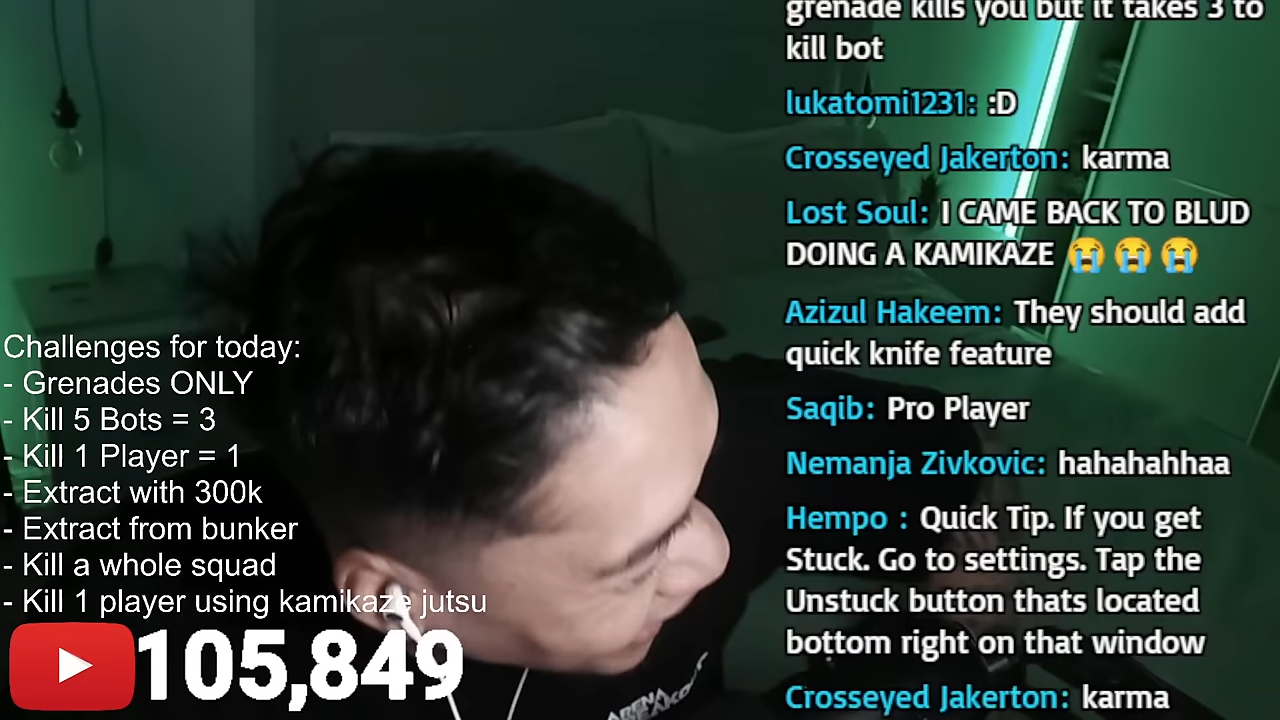 grenade kills you but it takes 3 to
kill bot
lukatomi1231: :D
Crosseyed Jakerton: karma
Lost Soul: I CAME BACK TO BLUD
DOING A KAMIKAZE 😭😭😭
Azizul Hakeem: They should add
quick knife feature
Saqib: Pro Player
Nemanja Zivkovic: hahahahhaa
Hempo : Quick Tip. If you get
Stuck. Go to settings. Tap the
Unstuck button thats located
bottom right on that window
Crosseyed Jakerton: karma
Challenges for today:
- Grenades ONLY
- Kill 5 Bots = 3
- Kill 1 Player = 1
- Extract with 300k
- Extract from bunker
- Kill a whole squad
- Kill 1 player using kamikaze jutsu
105,849
ARENA